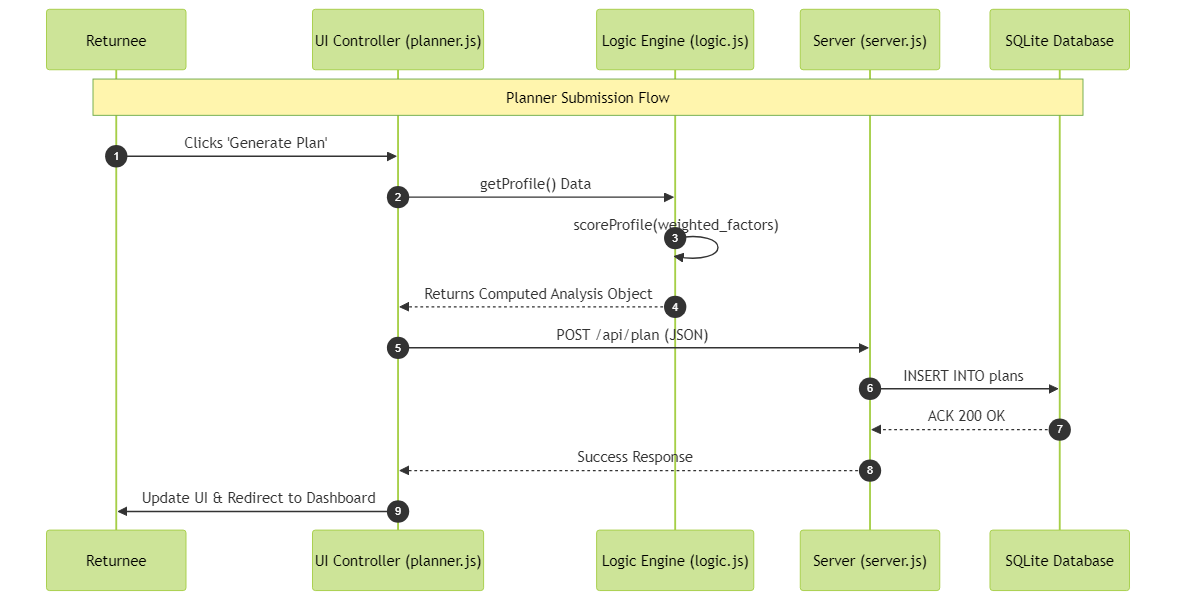 Returnee
UI Controller (planner.js)
Logic Engine (logic.js)
Server (server.js)
SQLite Database
Planner Submission Flow
Clicks 'Generate Plan'
1
getProfile() Data
2
scoreProfile(weighted_factors)
3
Returns Computed Analysis Object
4
POST /api/plan (JSON)
5
INSERT INTO plans
6
ACK 200 OK
7
Success Response
8
Update UI & Redirect to Dashboard
9
Returnee
UI Controller (planner.js)
Logic Engine (logic.js)
Server (server.js)
SQLite Database